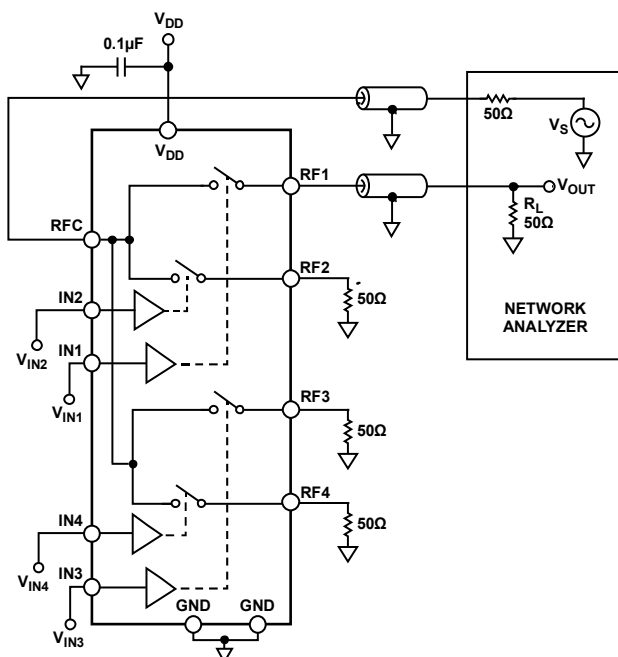 VDD
0.1µF
VDD
50Ω
VS
RF1
VOUT
RL
50Ω
RFC
RF2
50Ω
IN2
VIN2
IN1
VIN1
NETWORK
ANALYZER
RF3
50Ω
RF4
50Ω
IN4
VIN4
IN3
VIN3
GND GND